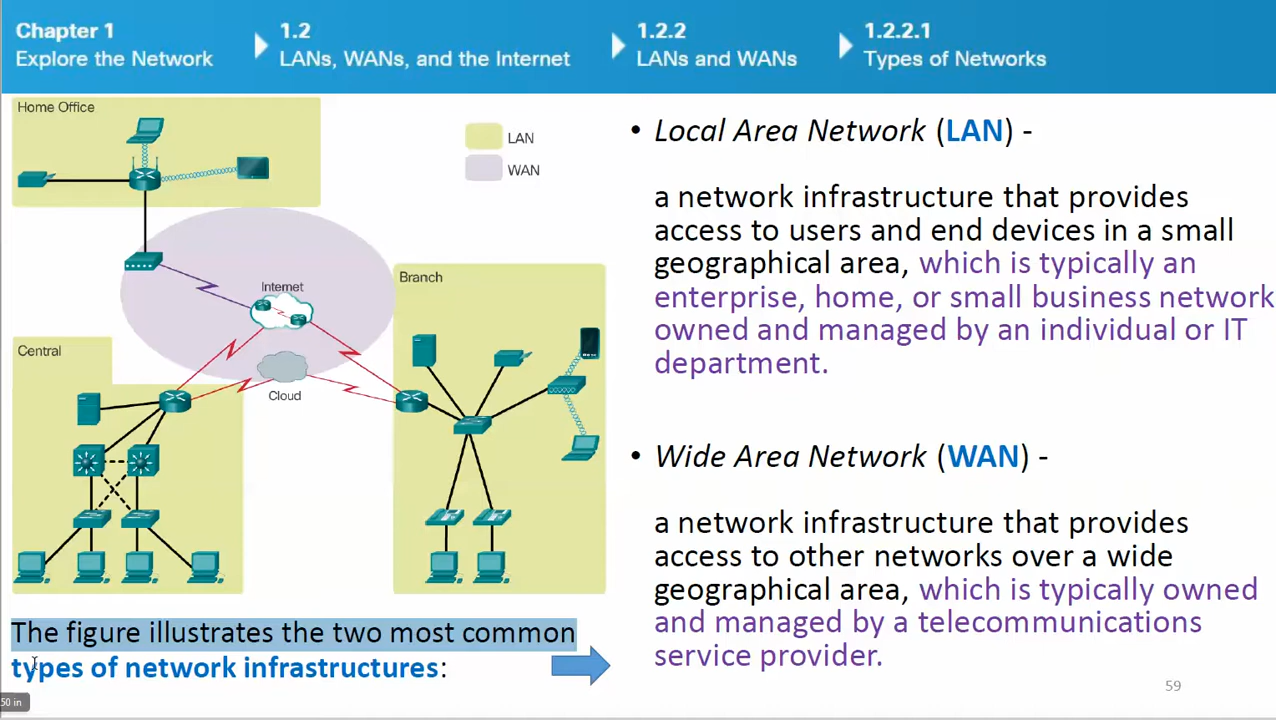 Chapter 1
Explore the Network
1.2
LANs, WANs, and the Internet
1.2.2
LANs and WANs
1.2.2.1
Types of Networks
Home Office
LAN
WAN
Internet
Branch
Central
Cloud
The figure illustrates the two most common
types of network infrastructures:
• Local Area Network (LAN) -
a network infrastructure that provides
access to users and end devices in a small
geographical area, which is typically an
enterprise, home, or small business network
owned and managed by an individual or IT
department.
• Wide Area Network (WAN) -
a network infrastructure that provides
access to other networks over a wide
geographical area, which is typically owned
and managed by a telecommunications
service provider.
59
50 in